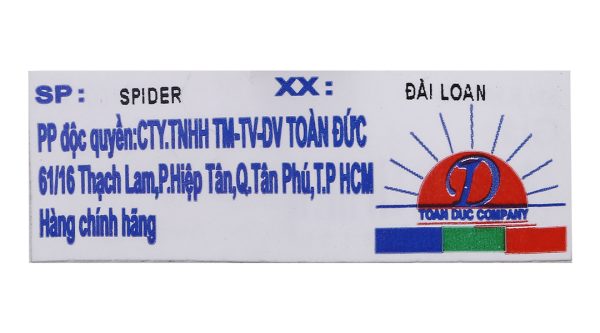 SP: SPIDER XX: ĐÀI LOAN
PP độc quyền:CTY.TNHH TM-TV-DV TOÀN ĐỨC
61/16 Thạch Lam,P.Hiệp Tân,Q.Tân Phú,T.P HCM
Hàng chính hãng
D
TOAN DUC COMPANY